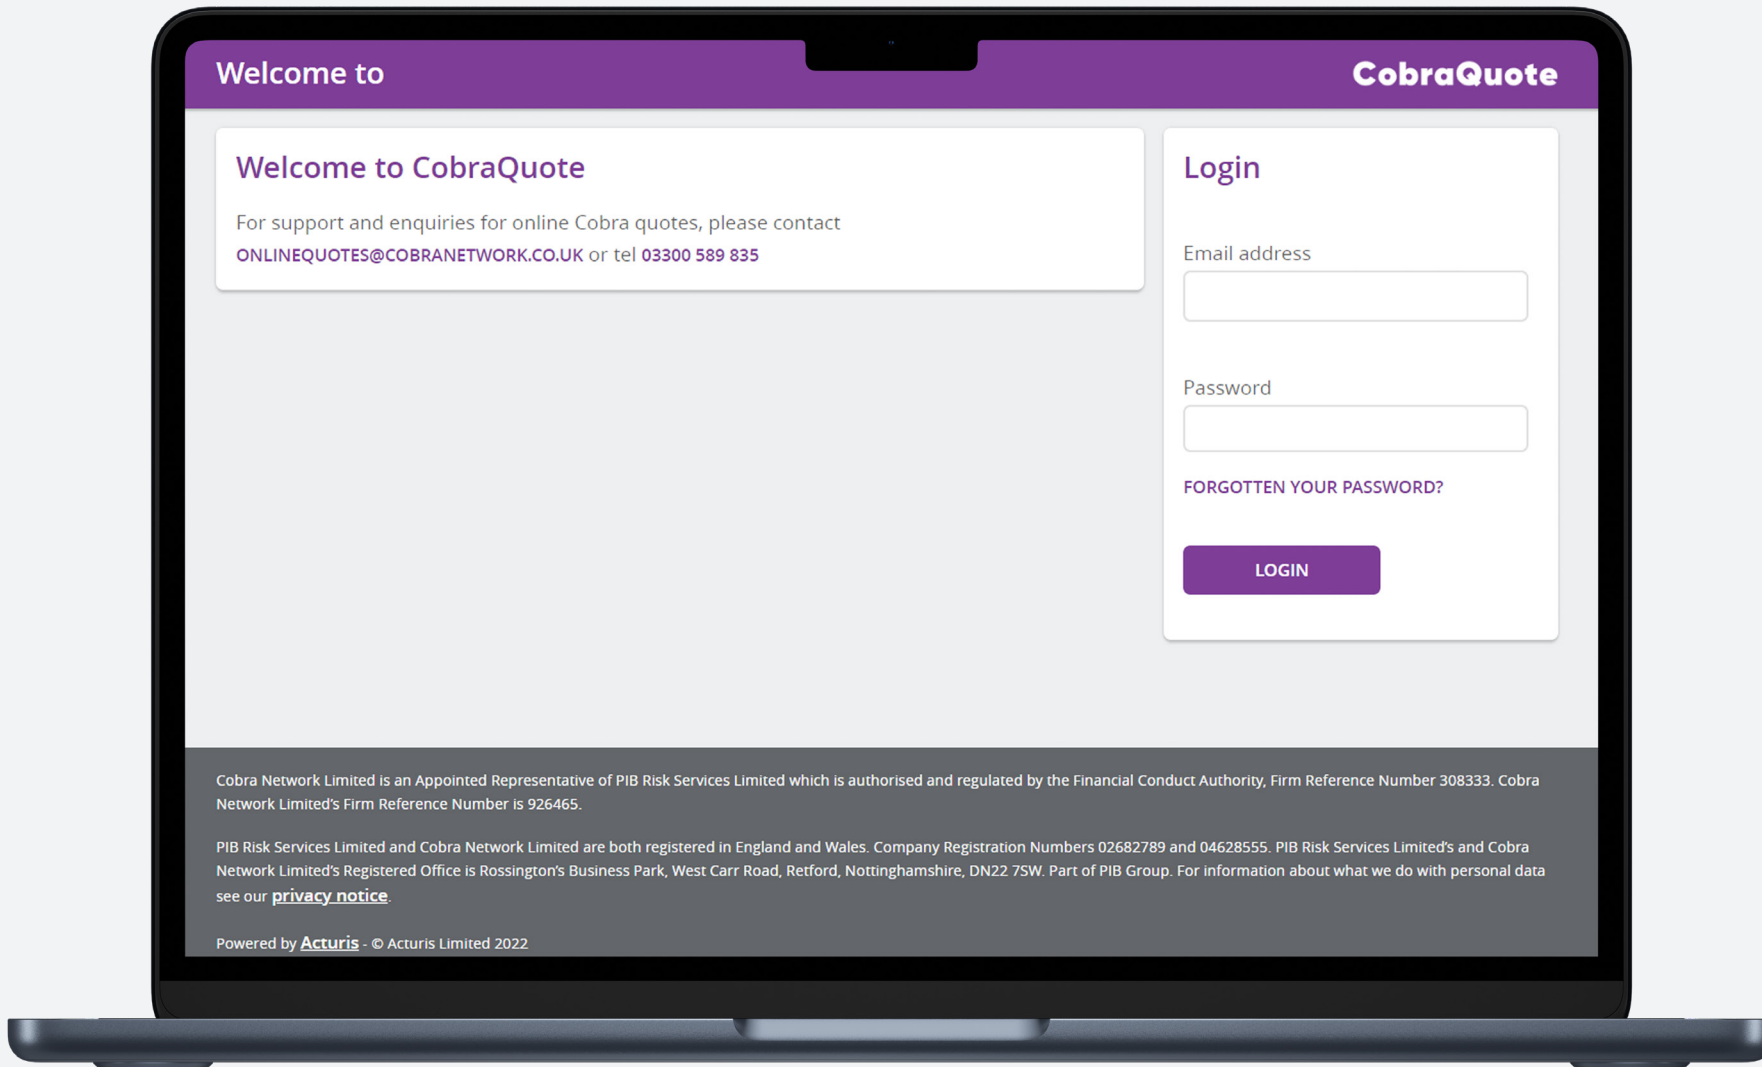 Welcome to
CobraQuote
Welcome to CobraQuote
For support and enquiries for online Cobra quotes, please contact
ONLINEQUOTES@COBRANETWORK.CO.UK or tel 03300 589 835
Login
Email address
Password
FORGOTTEN YOUR PASSWORD?
LOGIN
Cobra Network Limited is an Appointed Representative of PIB Risk Services Limited which is authorised and regulated by the Financial Conduct Authority, Firm Reference Number 308333. Cobra
Network Limited's Firm Reference Number is 926465.
PIB Risk Services Limited and Cobra Network Limited are both registered in England and Wales. Company Registration Numbers 02682789 and 04628555. PIB Risk Services Limited's and Cobra
Network Limited's Registered Office is Rossington's Business Park, West Carr Road, Retford, Nottinghamshire, DN22 7SW. Part of PIB Group. For information about what we do with personal data
see our privacy notice.
Powered by Acturis - © Acturis Limited 2022